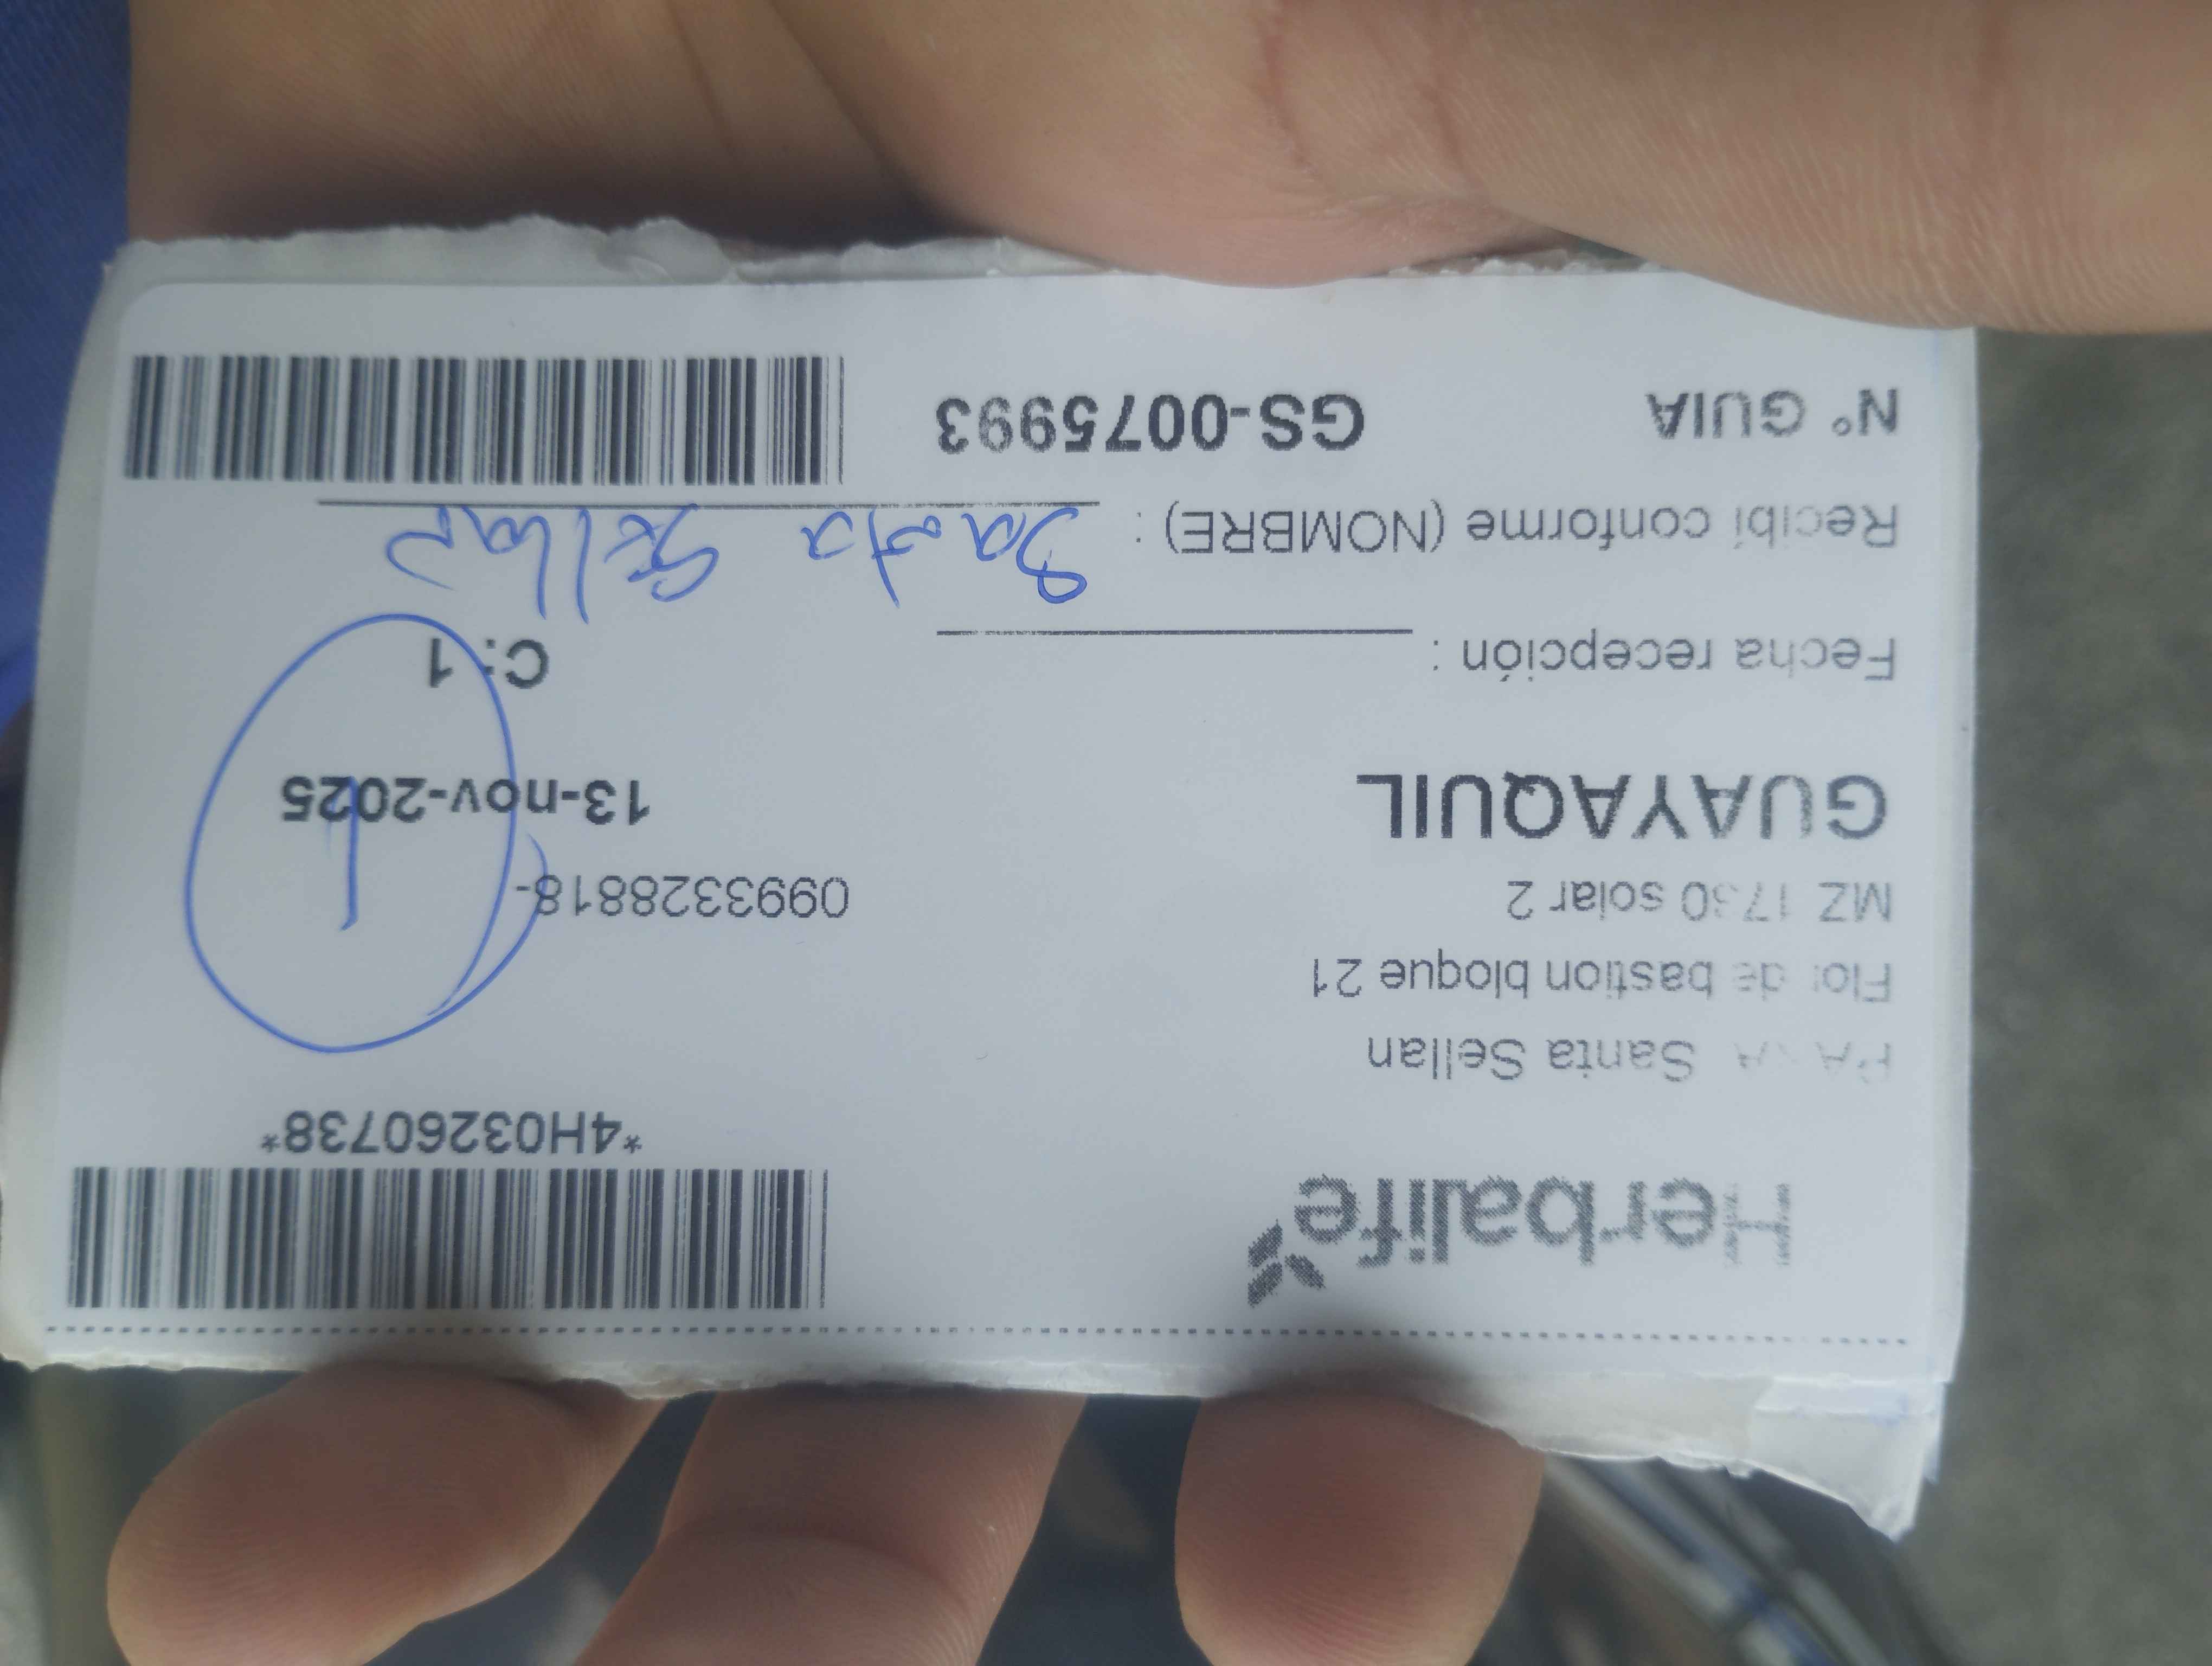 Herbalife
*4H03260738*
Santa Sellan
Flor de bastion bloque 21
MZ 1730 solar 2
0993328818-
GUAYAQUIL
13-nov-2025
1
C: 1
Fecha recepción :
Recibí conforme (NOMBRE) : Santa Sellan
N° GUIA GS-0075993